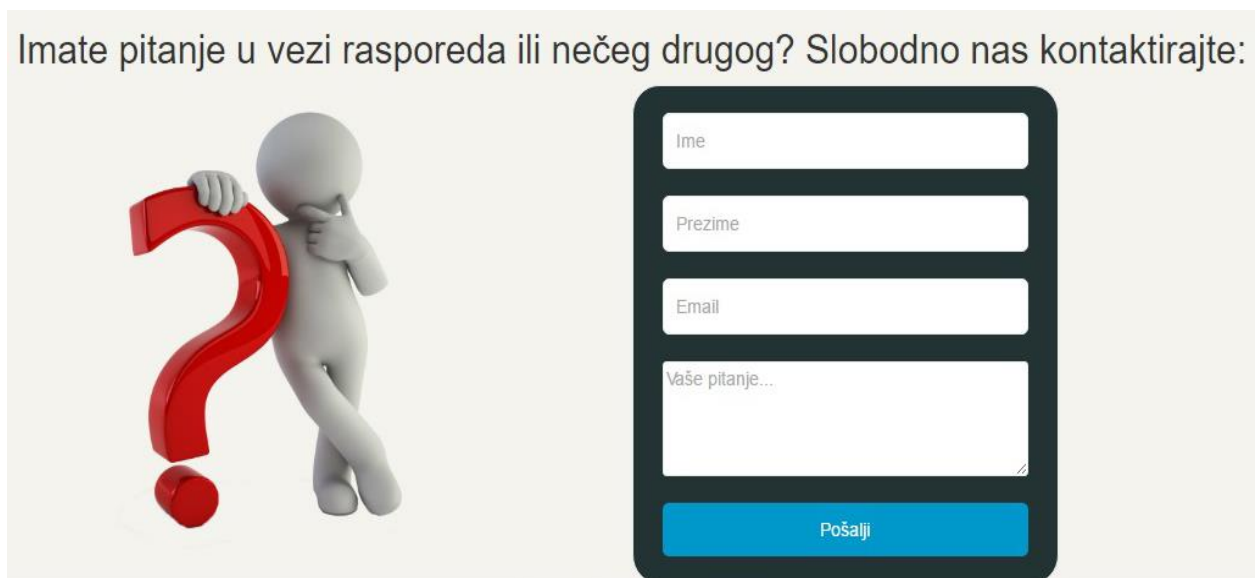 Imate pitanje u vezi rasporeda ili nečeg drugog? Slobodno nas kontaktirajte:
Ime
Prezime
Email
Vaše pitanje...
Pošalji